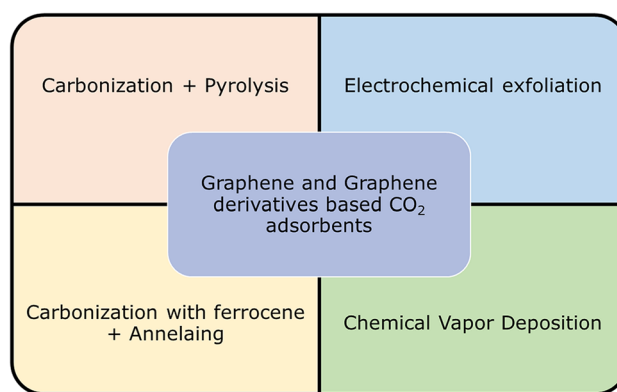 Carbonization + Pyrolysis
Electrochemical exfoliation
Graphene and Graphene
derivatives based CO₂
adsorbents
Carbonization with ferrocene
+ Annelaing
Chemical Vapor Deposition